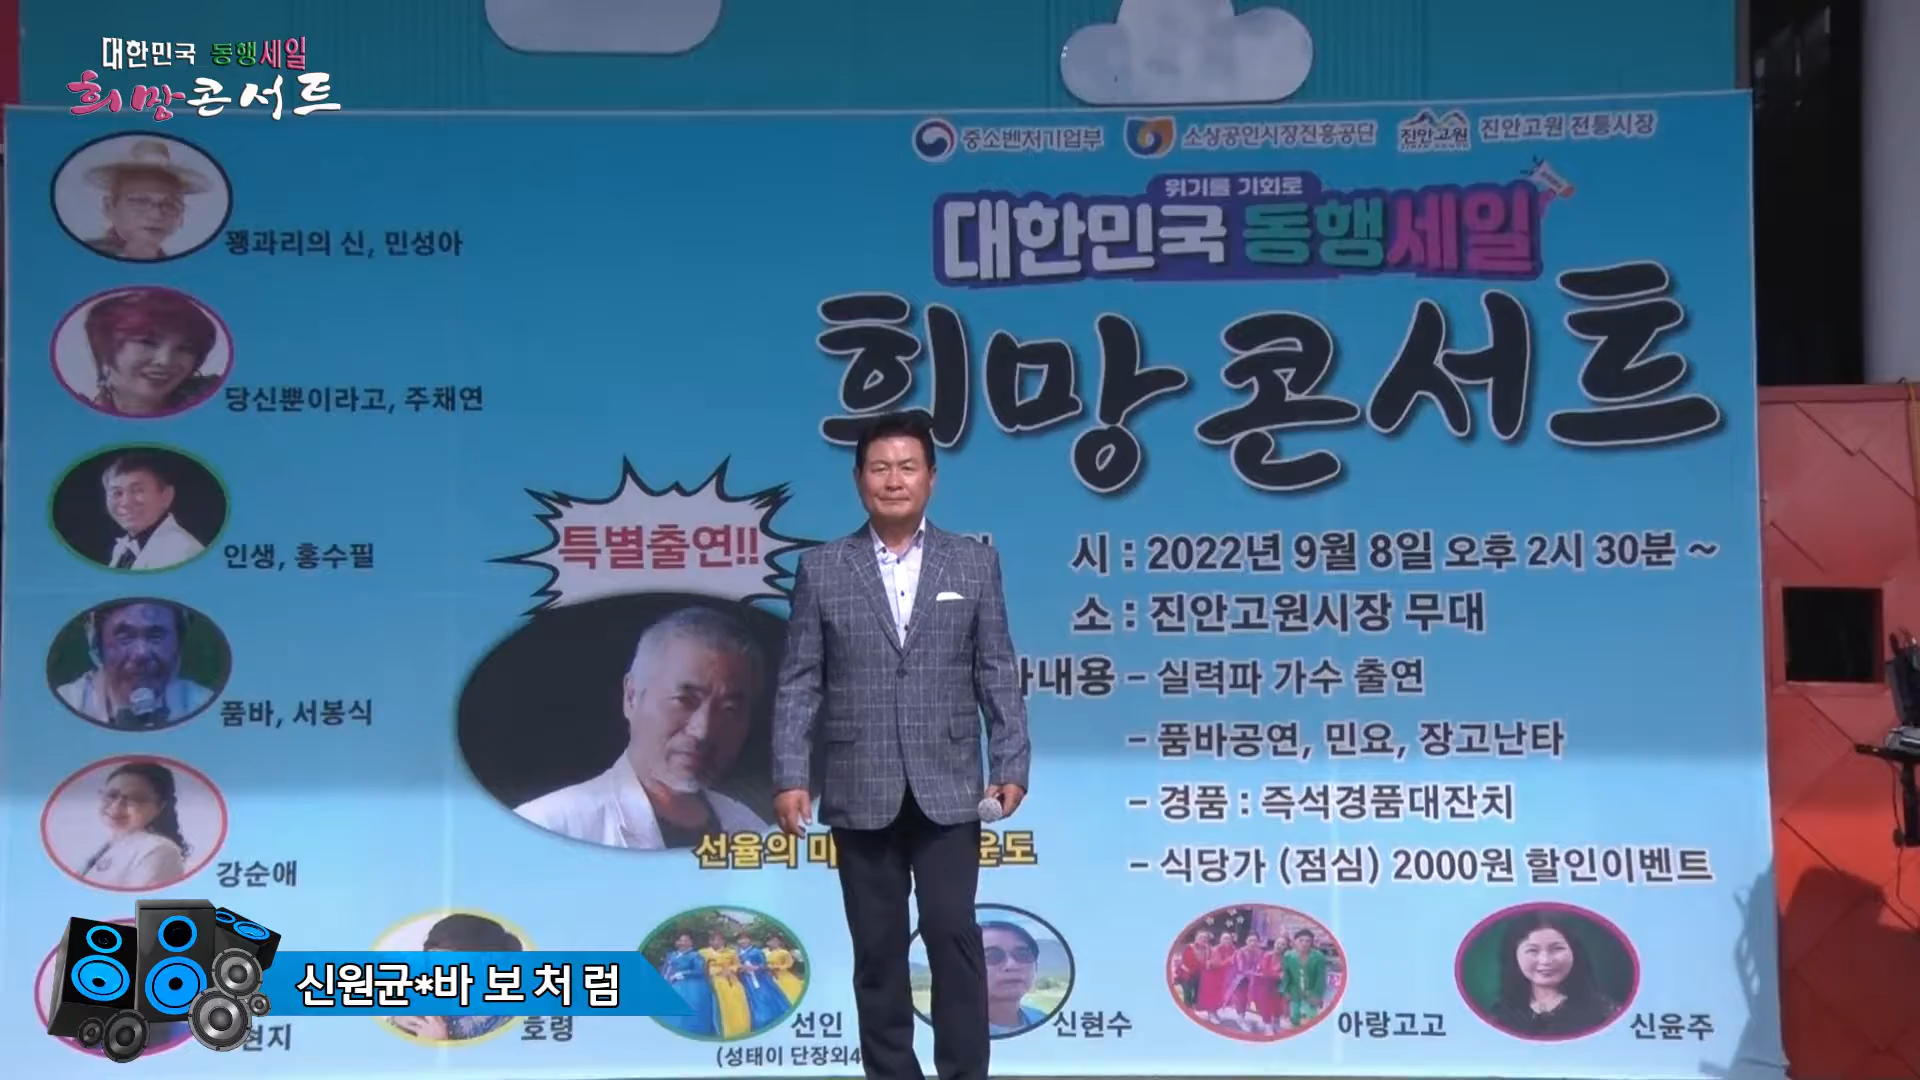 대한민국 동행세일
희망콘서트
중소벤처기업부 소상공인시장진흥공단 진안고원 진안고원 전통시장
위기를 기회로
대한민국 동행세일
희망콘서트
꽹과리의 신, 민성아
당신뿐이라고, 주채연
인생, 홍수필
품바, 서봉식
강순애
특별출연!!
선율의 운도
시 : 2022년 9월 8일 오후 2시 30분 ~
소 : 진안고원시장 무대
내용 - 실력파 가수 출연
- 품바공연, 민요, 장고난타
- 경품 : 즉석경품대잔치
- 식당가 (점심) 2000원 할인이벤트
신원균*바보처럼
현지
호령
선인
(성태이 단장외4
신현수
아랑고고
신윤주